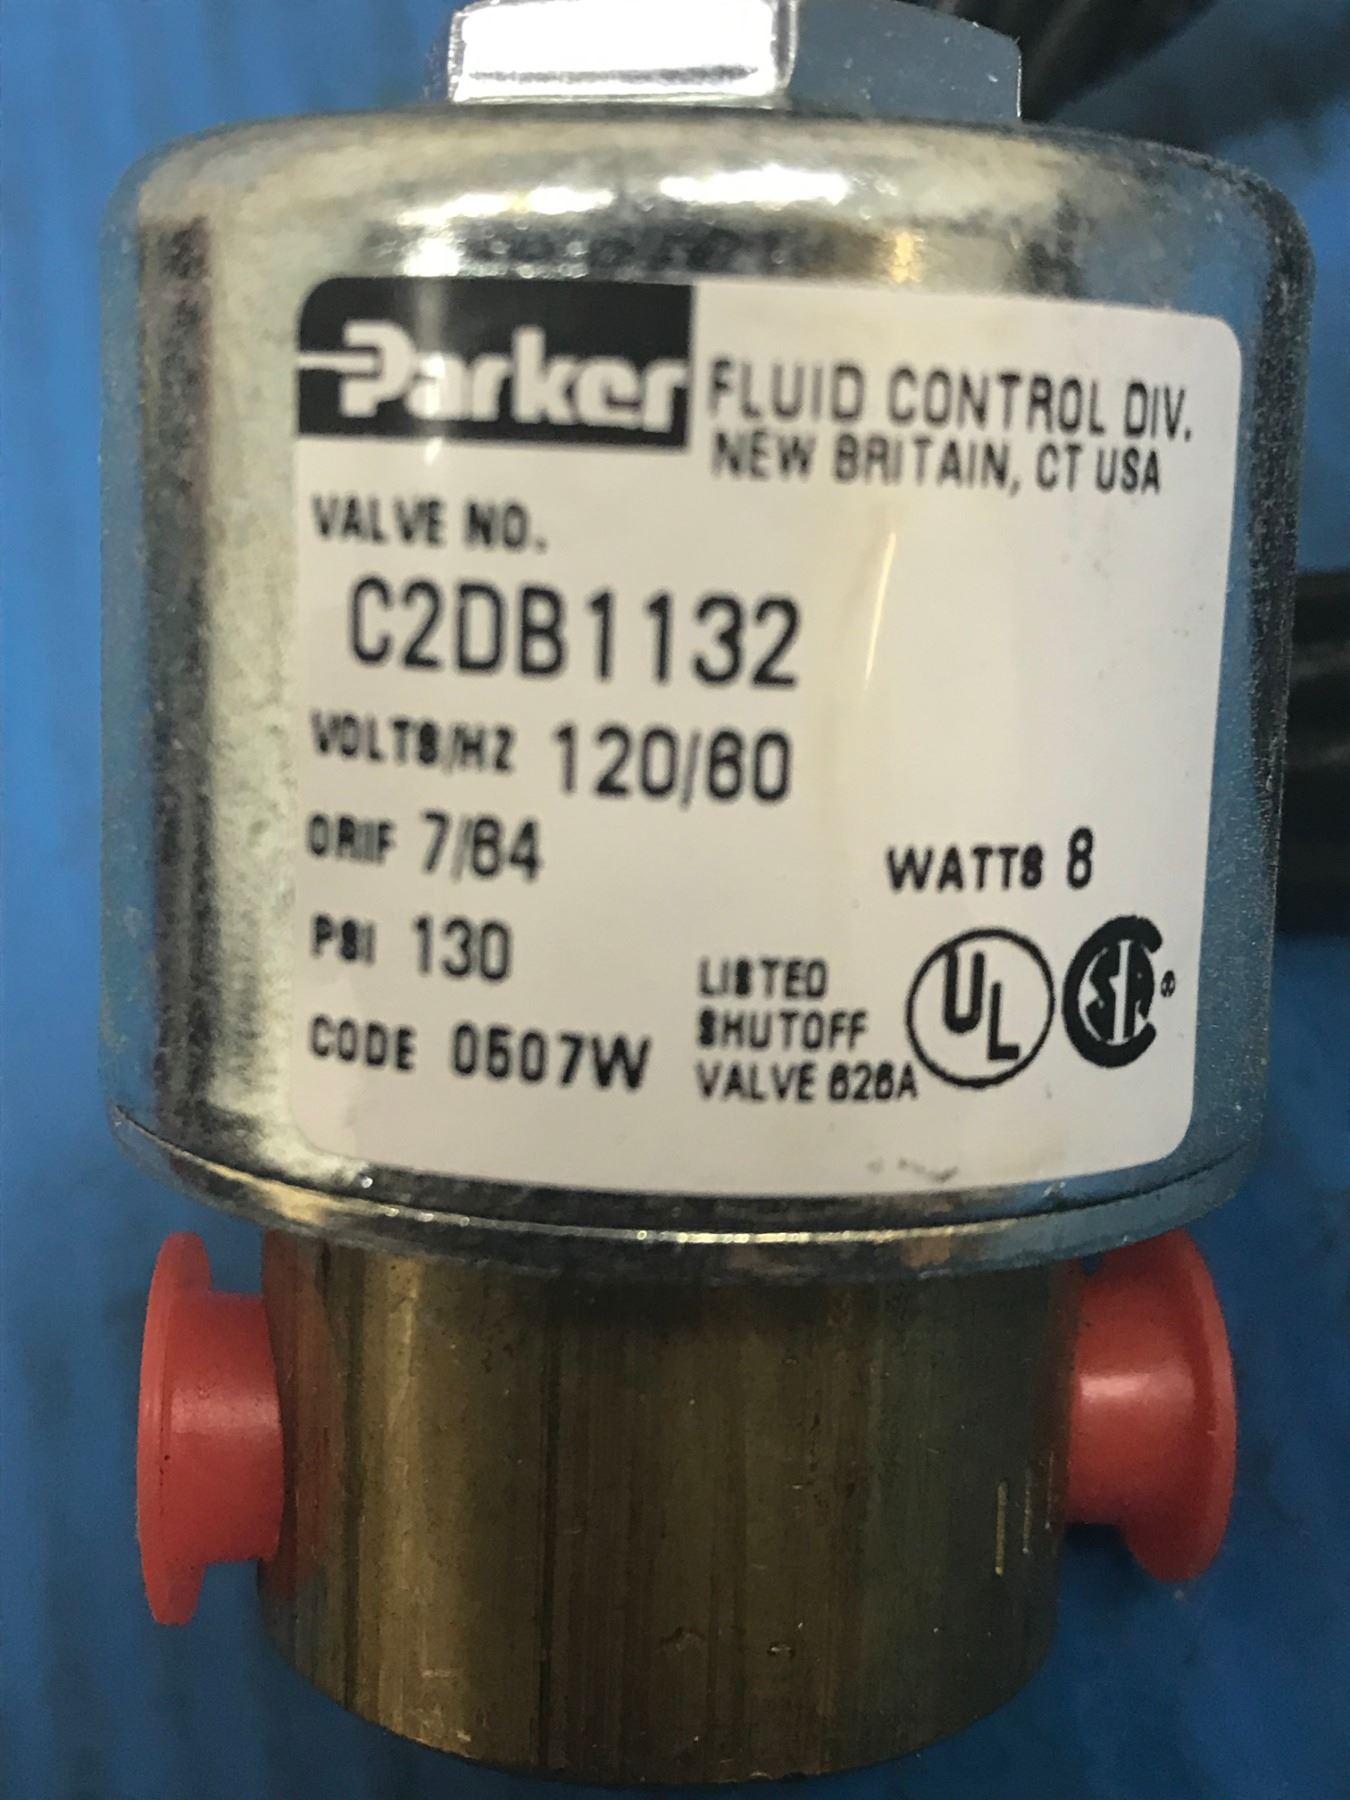 Parker FLUID CONTROL DIV.
NEW BRITAIN, CT USA
VALVE NO.
C2DB1132
VOLTS/HZ 120/60
ORIF 7/64
WATTS 8
PSI 130
CODE 0507W
LISTED
SHUTOFF
VALVE 626A
UL
SA ®